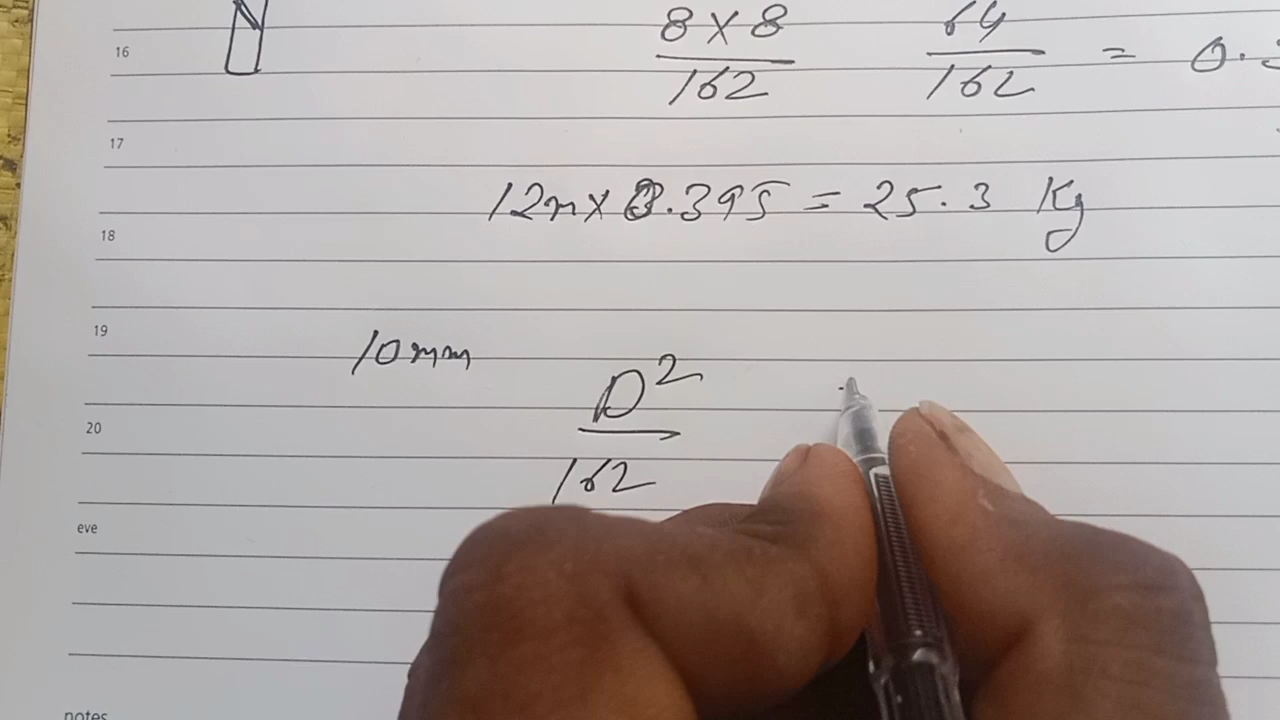 16
8 X 8 / 162 64 / 162 = 0.
17
12m x 0.395 = 25.3 Kg
18
19
10mm
D² / 162
20
eve
notes